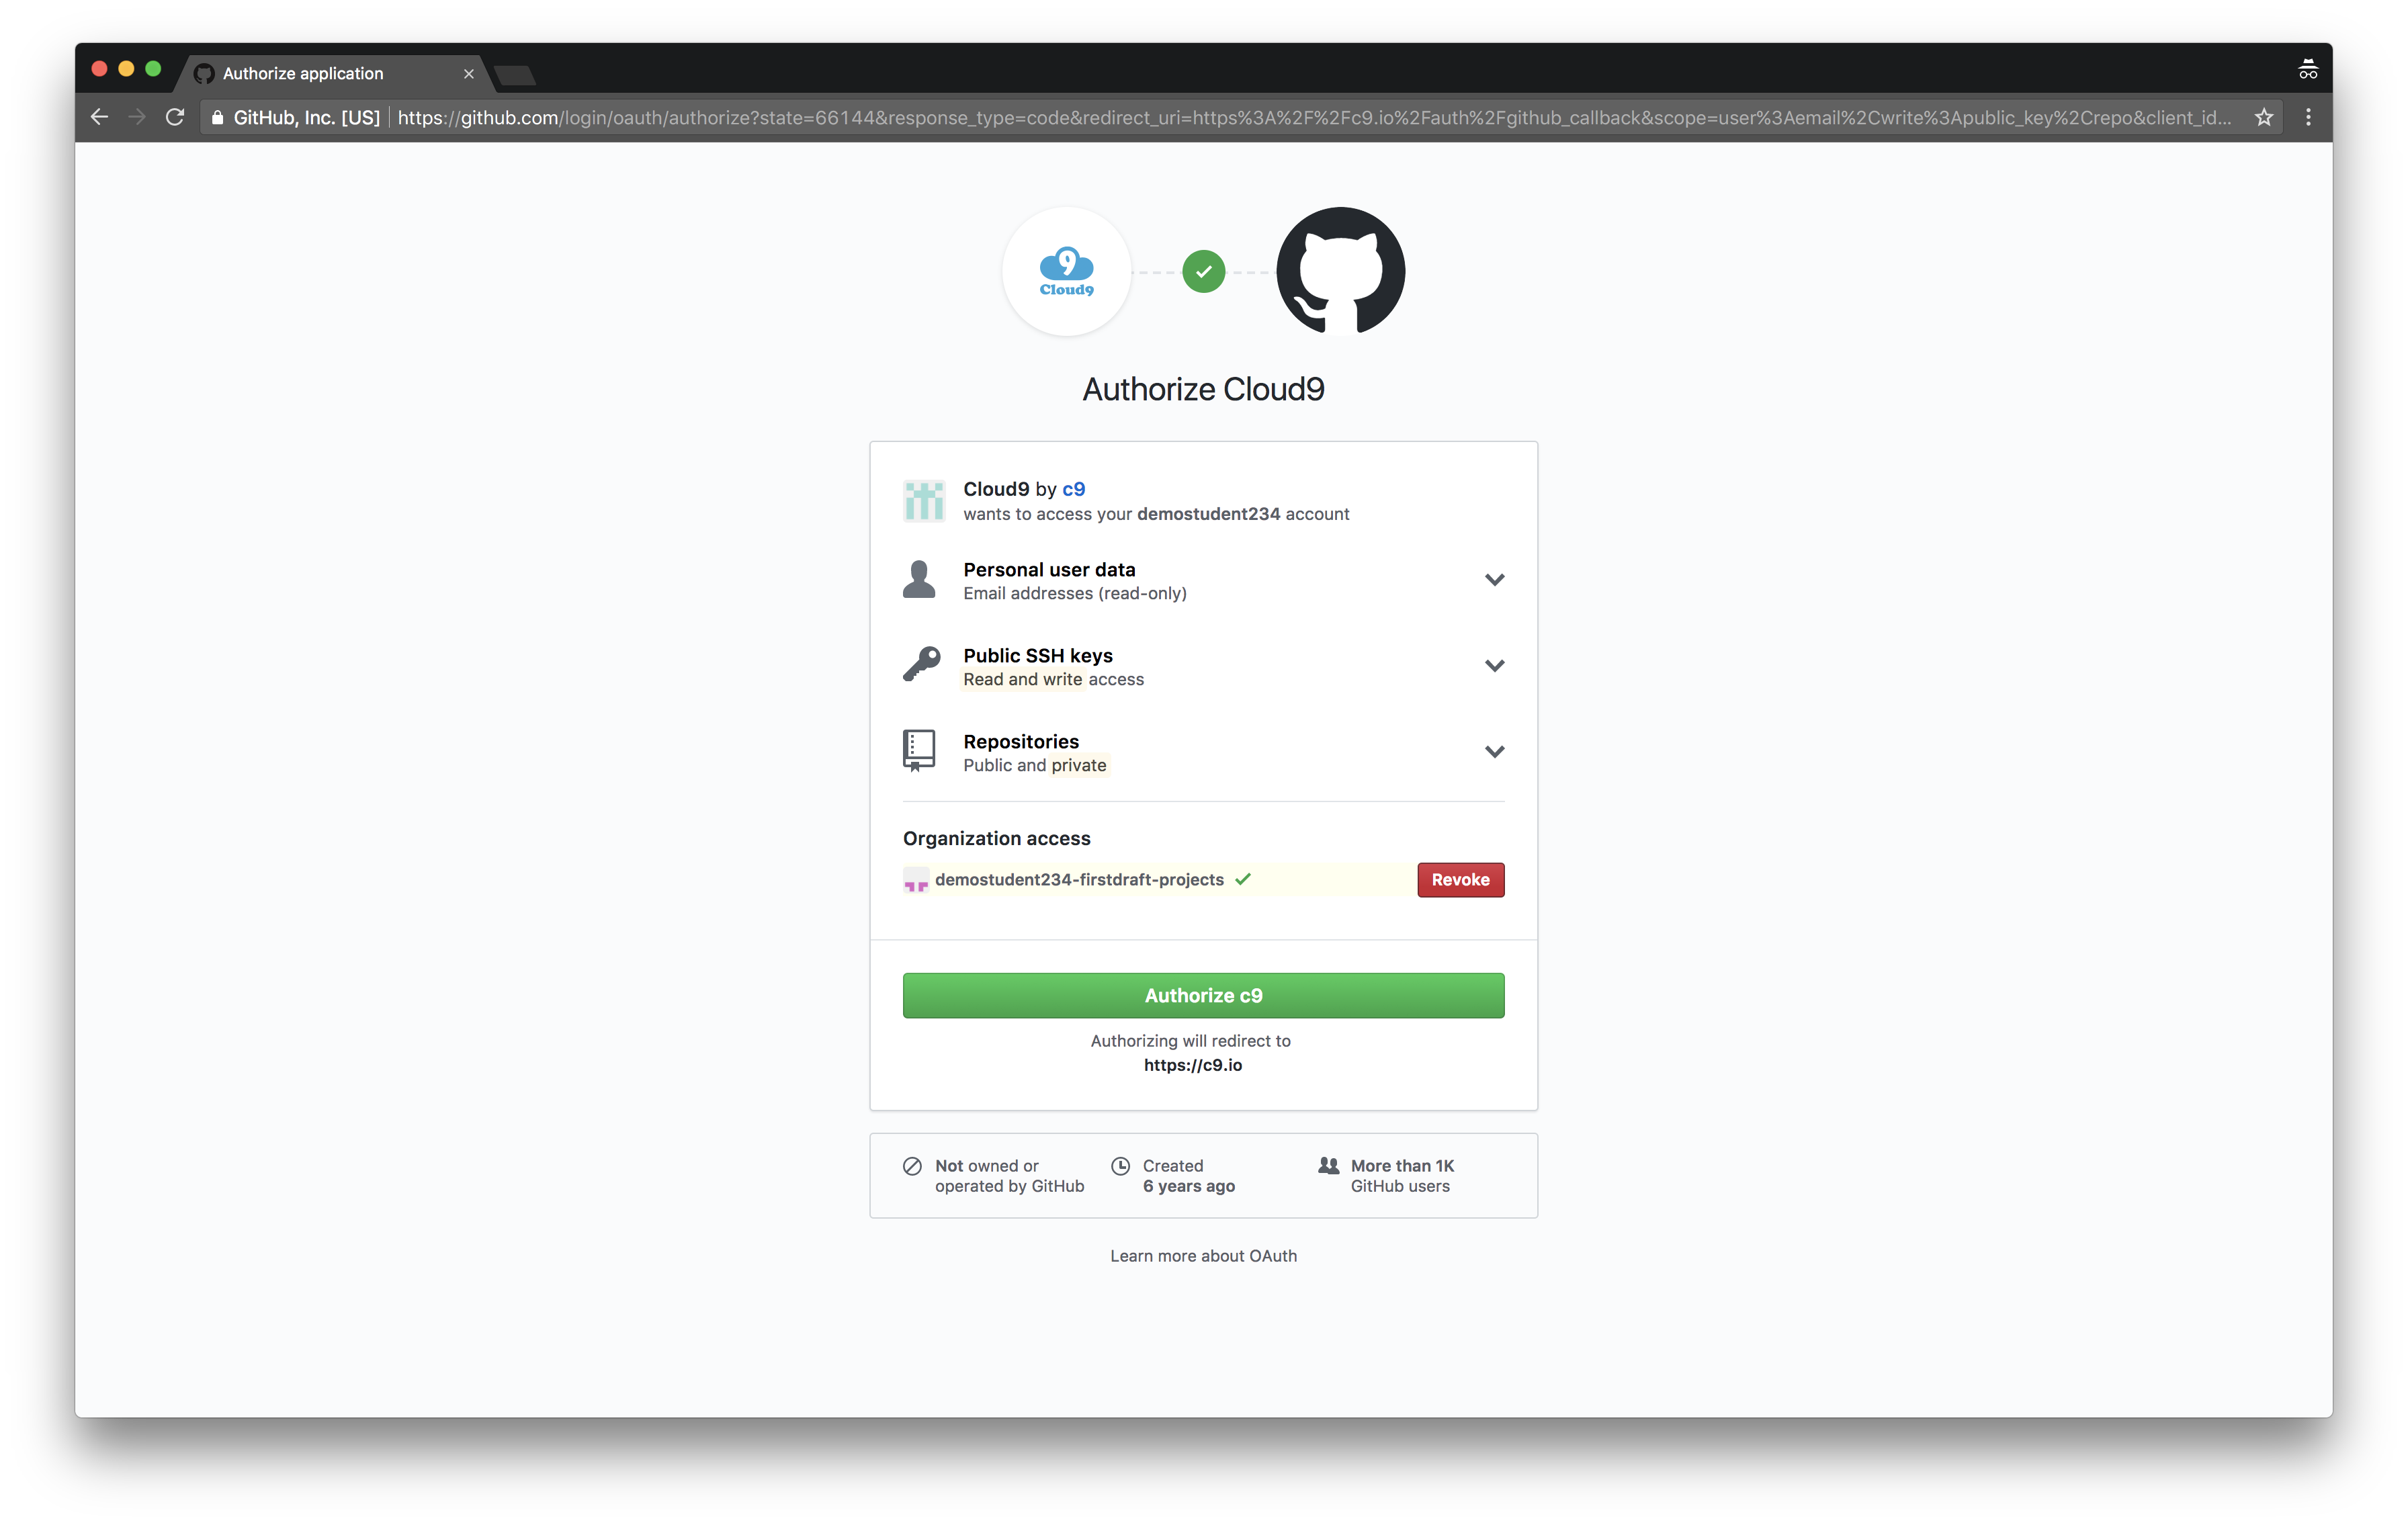 Authorize application
GitHub, Inc. [US] https://github.com/login/oauth/authorize?state=66144&response_type=code&redirect_uri=https%3A%2F%2Fc9.io%2Fauth%2Fgithub_callback&scope=user%3Aemail%2Cwrite%3Apublic_key%2Crepo&client_id...
9
Cloud9
Authorize Cloud9
Cloud9 by c9
wants to access your demostudent234 account
Personal user data
Email addresses (read-only)
Public SSH keys
Read and write access
Repositories
Public and private
Organization access
demostudent234-firstdraft-projects Revoke
Authorize c9
Authorizing will redirect to
https://c9.io
Not owned or
operated by GitHub
Created
6 years ago
More than 1K
GitHub users
Learn more about OAuth